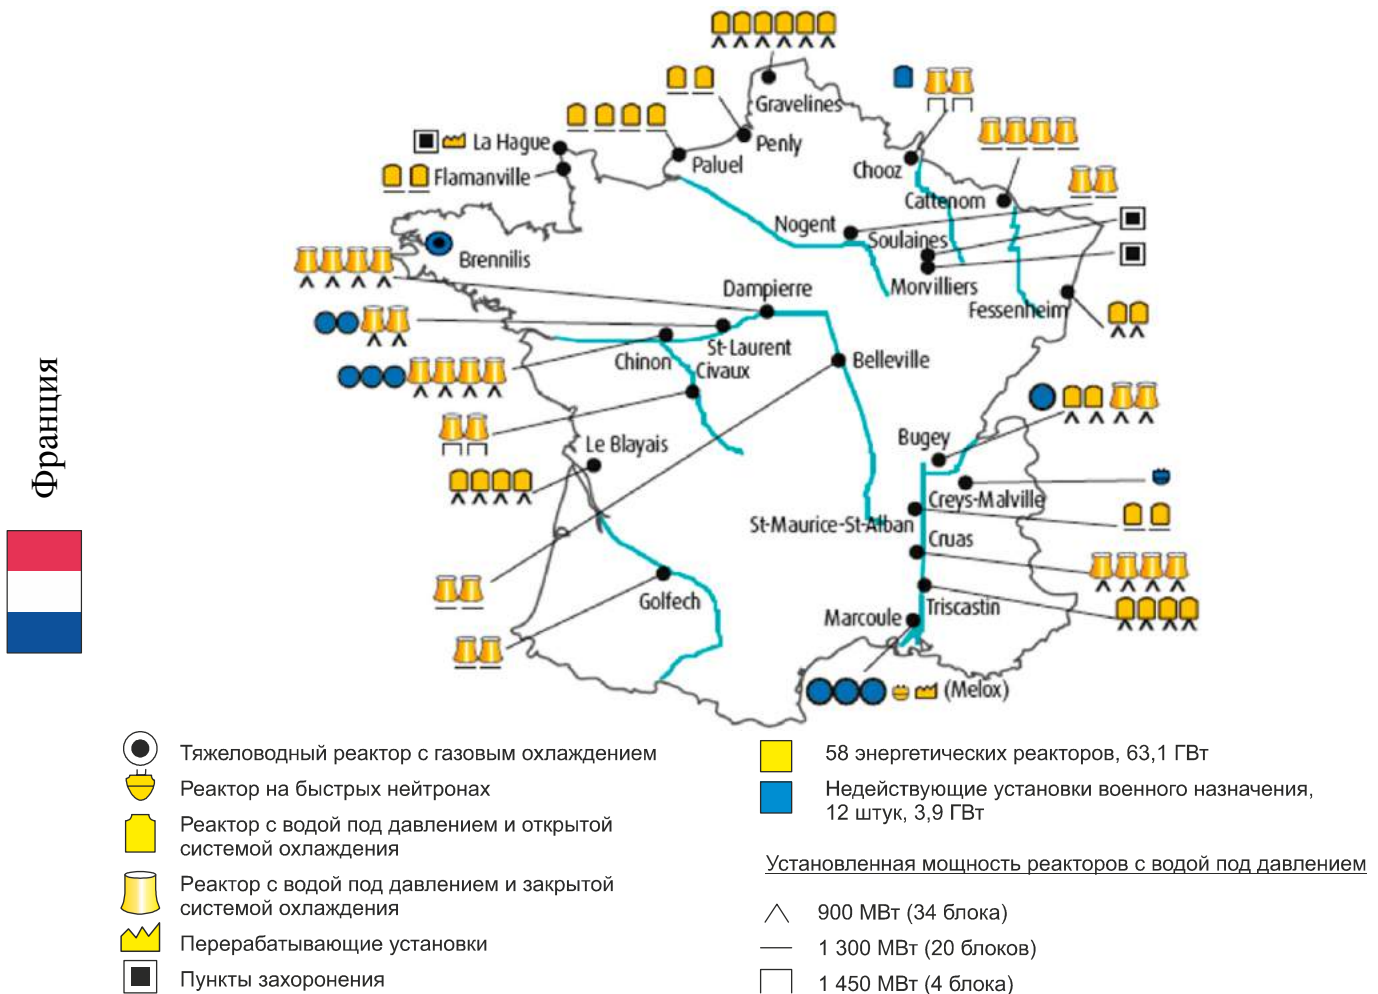 Франция
Gravelines
Penly
La Hague
Paluel
Chooz
Flamanville
Cattenom
Nogent
Soulaines
Brennilis
Morvilliers
Dampierre
Fessenheim
St-Laurent
Chinon
Civaux
Belleville
Bugey
Le Blayais
Creys-Malville
St-Maurice-St-Alban
Cruas
Golfech
Triscastin
Marcoule
(Melox)
Тяжеловодный реактор с газовым охлаждением
Реактор на быстрых нейтронах
Реактор с водой под давлением и открытой
системой охлаждения
Реактор с водой под давлением и закрытой
системой охлаждения
Перерабатывающие установки
Пункты захоронения
58 энергетических реакторов, 63,1 ГВт
Недействующие установки военного назначения,
12 штук, 3,9 ГВт
Установленная мощность реакторов с водой под давлением
900 МВт (34 блока)
1 300 МВт (20 блоков)
1 450 МВт (4 блока)